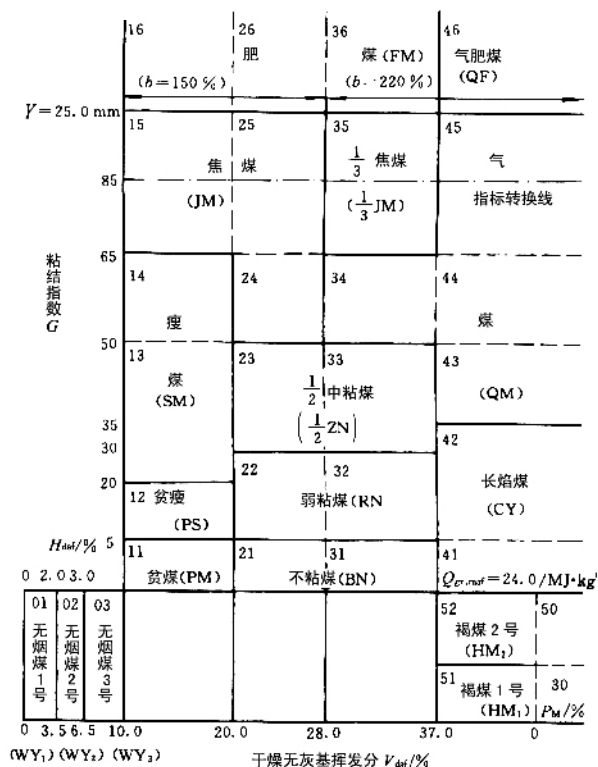 16 26 36 46
肥 煤(FM) 气肥煤
(b=150%) (b··220%) (QF)
Y=25.0 mm
15 25 35 45
焦 煤 1/3 焦煤 气
85
(JM) (1/3 JM) 指标转换线
65
粘结指数 G
14 24 34 44
瘦 煤
50
13 23 33 43
煤 1/2 中粘煤
(SM) (1/2 ZN) (QM)
35
30
42
22 32
20
12 贫瘦 弱粘煤(RN) 长焰煤
(PS) (CY)
Hdaf/% 5
11 21 31 41
0 2.0 3.0 贫煤(PM) 不粘煤(BN) Qgr,maf=24.0/MJ·kg
01 02 03 52 50
无烟煤1号 无烟煤2号 无烟煤3号 褐煤2号
(HM₂)
51 褐煤1号 30
(HM₁) PM/%
0 3.5 6.5 10.0 20.0 28.0 37.0 0
(WY₁) (WY₂) (WY₃) 干燥无灰基挥发分 Vdaf/%